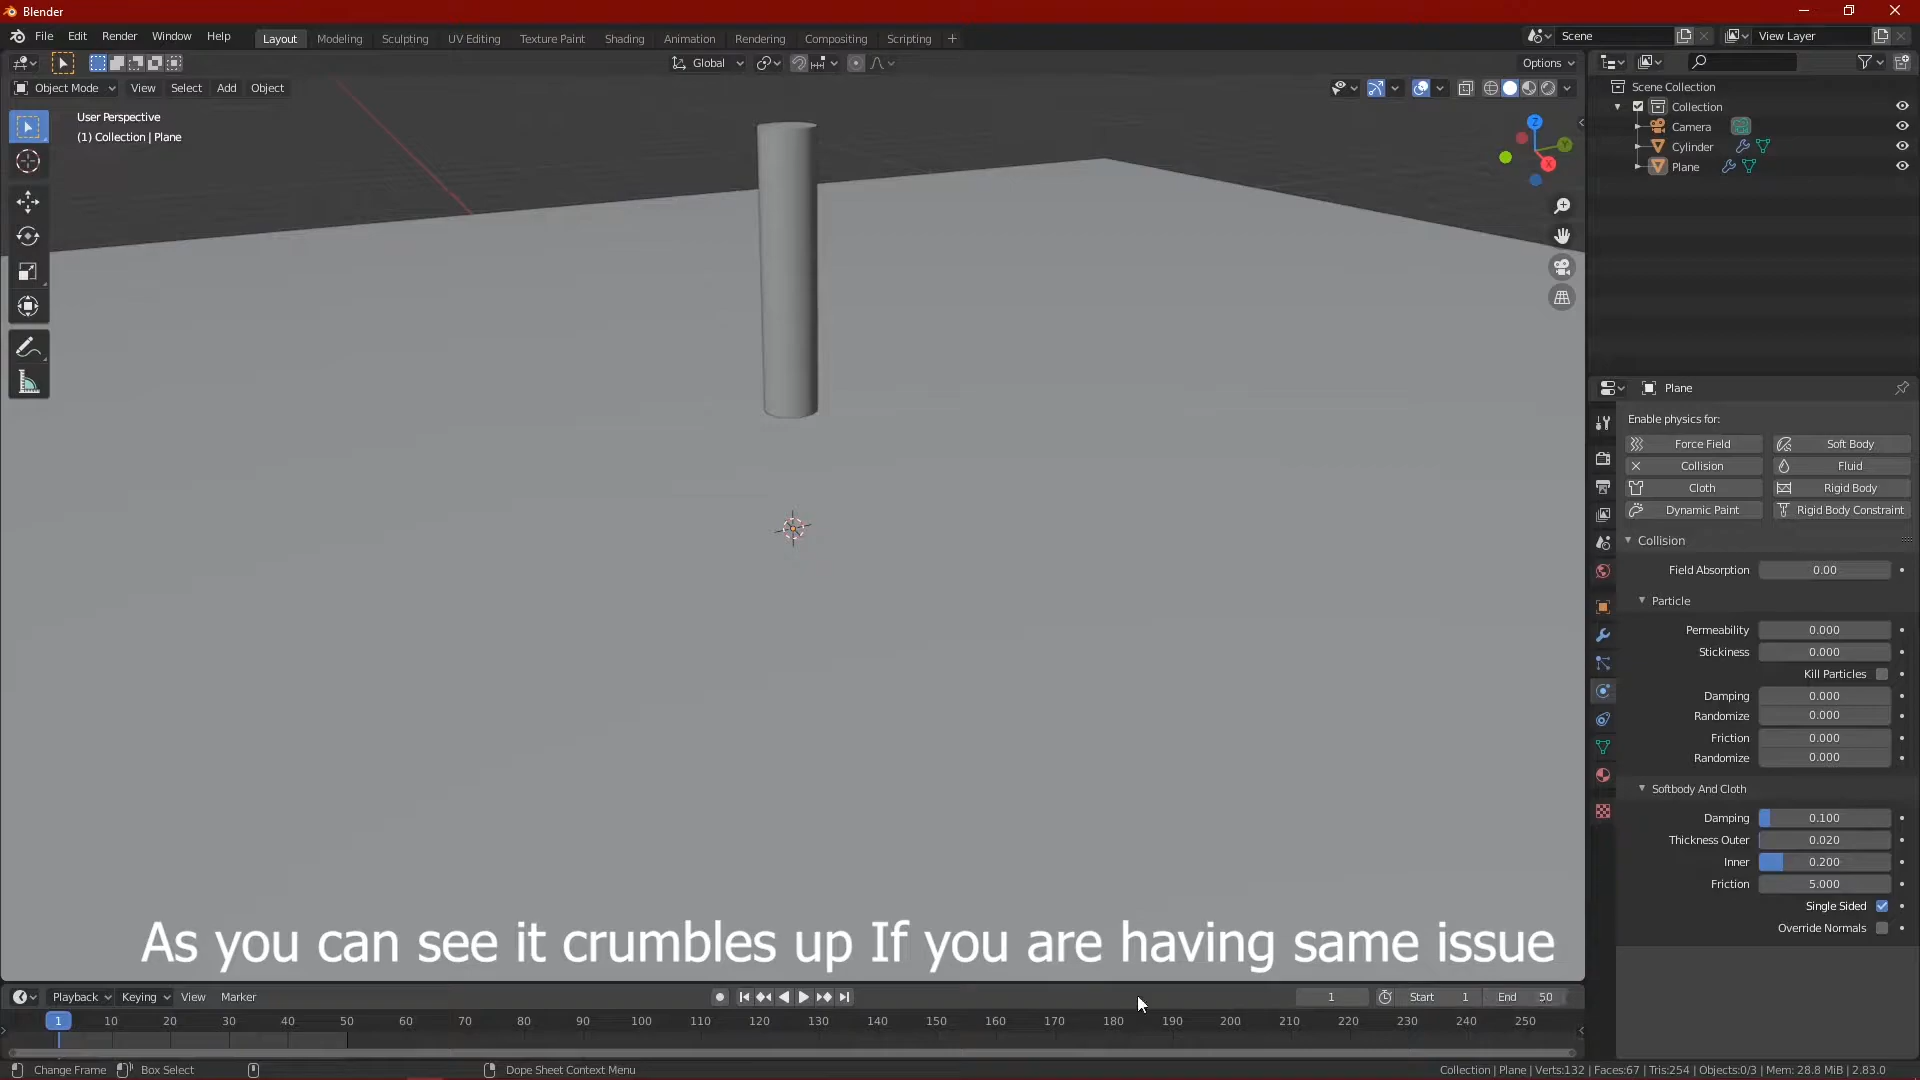 Blender
File Edit Render Window Help Layout Modeling Sculpting UV Editing Texture Paint Shading Animation Rendering Compositing Scripting + Scene View Layer
Global Options
Object Mode View Select Add Object
User Perspective
(1) Collection | Plane
Z
Y
X
Scene Collection
Collection
Camera
Cylinder
Plane
Plane
Enable physics for:
Force Field Soft Body
Collision Fluid
Cloth Rigid Body
Dynamic Paint Rigid Body Constraint
Collision
Field Absorption 0.00
Particle
Permeability 0.000
Stickiness 0.000
Kill Particles
Damping 0.000
Randomize 0.000
Friction 0.000
Randomize 0.000
Softbody And Cloth
Damping 0.100
Thickness Outer 0.020
Inner 0.200
Friction 5.000
Single Sided
Override Normals
As you can see it crumbles up If you are having same issue
Playback Keying View Marker 1 Start 1 End 50
1 10 20 30 40 50 60 70 80 90 100 110 120 130 140 150 160 170 180 190 200 210 220 230 240 250
Change Frame Box Select Dope Sheet Context Menu Collection | Plane | Verts:132 | Faces:67 | Tris:254 | Objects:0/3 | Mem: 28.8 MiB | 2.83.0